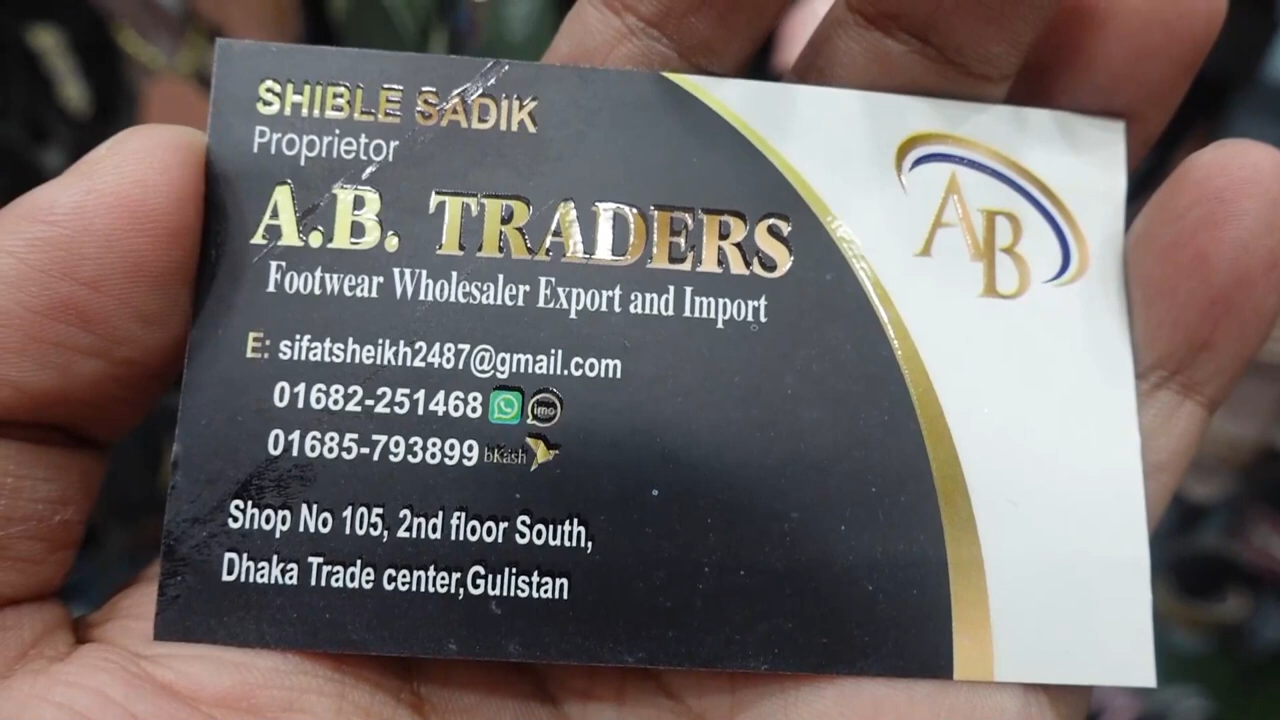 SHIBLE SADIK
Proprietor
A.B. TRADERS
Footwear Wholesaler Export and Import
E: sifatsheikh2487@gmail.com
01682-251468 imo
01685-793899 bKash
Shop No 105, 2nd floor South,
Dhaka Trade center,Gulistan
AB